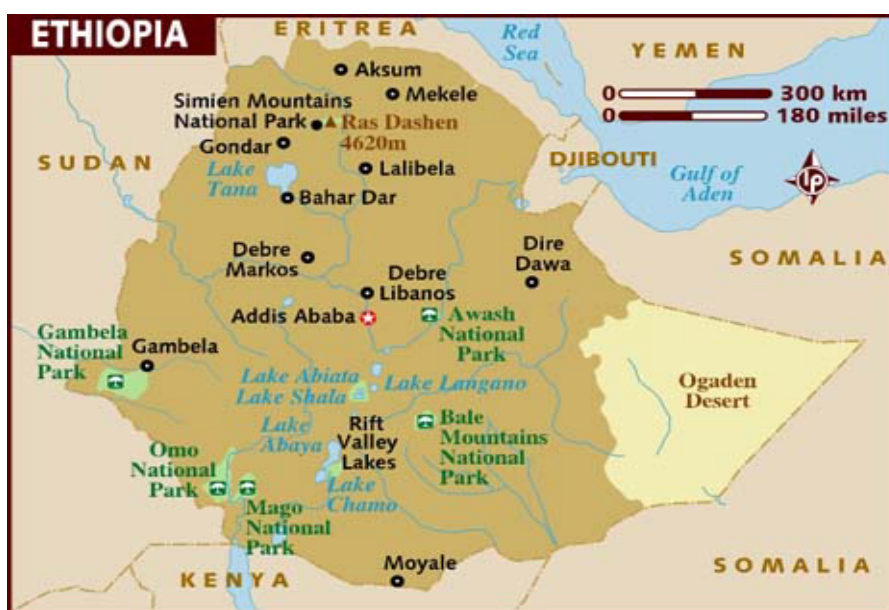 ETHIOPIA
ERITREA
Red
Sea
YEMEN
Aksum
Mekele
0 300 km
0 180 miles
Simien Mountains
National Park
Ras Dashen
4620m
Gondar
SUDAN
Lake
Tana
Lalibela
DJIBOUTI
Gulf of
Aden
LP
Bahar Dar
Debre
Markos
Dire
Dawa
SOMALIA
Debre
Libanos
Addis Ababa
Awash
National
Park
Gambela
National
Park
Gambela
Lake Abiata
Lake Shala
Lake Langano
Ogaden
Desert
Lake
Abaya
Rift
Valley
Lakes
Bale
Mountains
National
Park
Omo
National
Park
Lake
Chamo
Mago
National
Park
Moyale
KENYA
SOMALIA